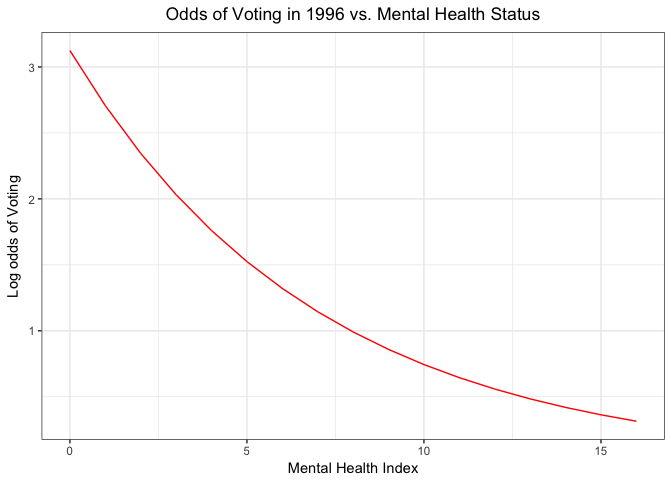 Odds of Voting in 1996 vs. Mental Health Status
3
2
1
Log odds of Voting
0 5 10 15
Mental Health Index